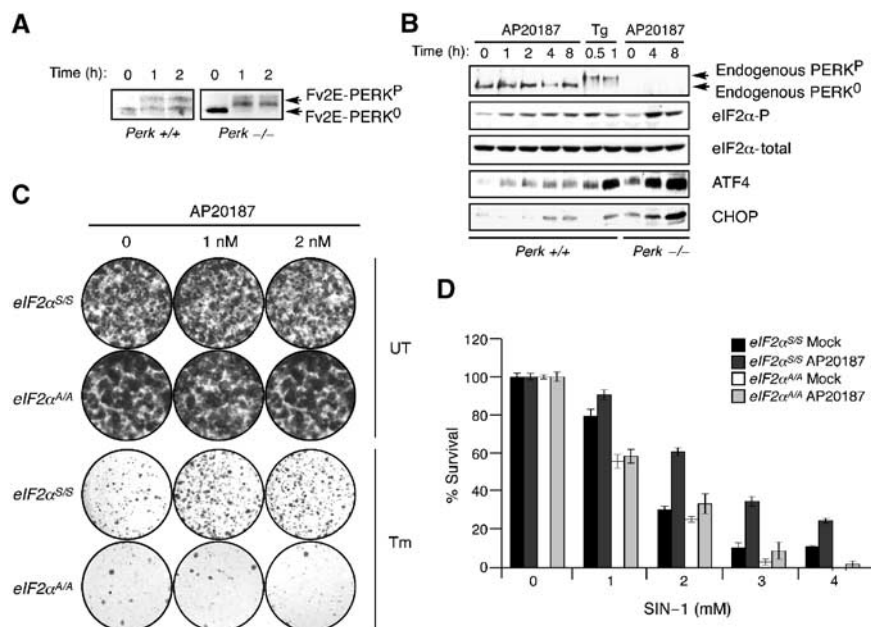 A
Time (h): 0 1 2 0 1 2
Fv2E-PERKᴾ
Fv2E-PERK⁰
Perk +/+ Perk −/−
B
AP20187 Tg AP20187
Time (h): 0 1 2 4 8 0.5 1 0 4 8
Endogenous PERKᴾ
Endogenous PERK⁰
eIF2α-P
eIF2α-total
ATF4
CHOP
Perk +/+ Perk −/−
C
AP20187
0 1 nM 2 nM
eIF2αS/S
eIF2αA/A
UT
eIF2αS/S
eIF2αA/A
Tm
D
120
100
80
60
40
20
0
% Survival
eIF2αS/S Mock
eIF2αS/S AP20187
eIF2αA/A Mock
eIF2αA/A AP20187
0 1 2 3 4
SIN−1 (mM)